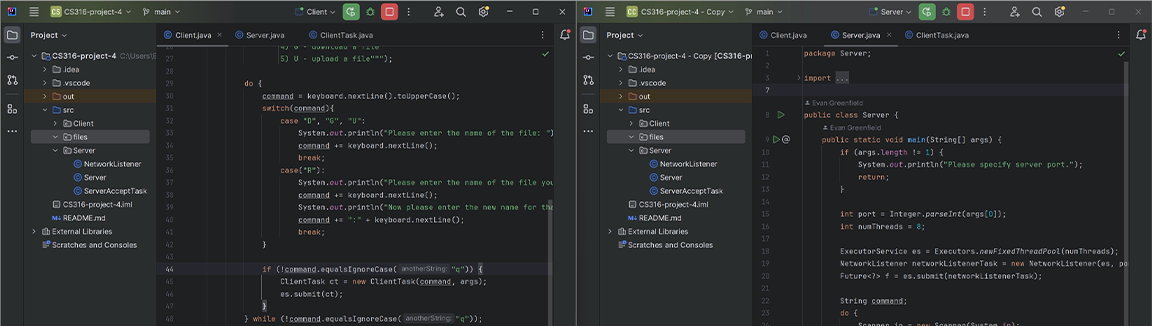 CS CS316-project-4 main Client
Project
CS316-project-4 C:\Users\
.idea
.vscode
out
src
Client
files
Server
NetworkListener
Server
ServerAcceptTask
CS316-project-4.iml
README.md
External Libraries
Scratches and Consoles
Client.java × Server.java ClientTask.java
5) U - upload a file""");
do {
30 command = keyboard.nextLine().toUpperCase();
31 switch(command){
32 case "D", "G", "U":
33 System.out.println("Please enter the name of the file: ")
34 command += keyboard.nextLine();
35 break;
36 case("R"):
37 System.out.println("Please enter the name of the file you
38 command += keyboard.nextLine();
39 System.out.println("Now please enter the new name for tha
40 command += ":" + keyboard.nextLine();
41 break;
42 }
43
44 if (!command.equalsIgnoreCase( anotherString: "q")) {
45 ClientTask ct = new ClientTask(command, args);
46 es.submit(ct);
47 }
48 } while (!command.equalsIgnoreCase( anotherString: "q"));
CS CS316-project-4 - Copy main Server
Project
CS316-project-4 - Copy [CS316-p
.idea
.vscode
out
src
Client
files
Server
NetworkListener
Server
ServerAcceptTask
CS316-project-4.iml
README.md
External Libraries
Scratches and Consoles
Client.java Server.java × ClientTask.java
1 package Server;
2
3 import ...
7
Evan Greenfield
8 public class Server {
Evan Greenfield
9 public static void main(String[] args) {
10 if (args.length != 1) {
11 System.out.println("Please specify server port.");
12 return;
13 }
14
15 int port = Integer.parseInt(args[0]);
16 int numThreads = 8;
17
18 ExecutorService es = Executors.newFixedThreadPool(numThreads);
19 NetworkListener networkListenerTask = new NetworkListener(es, po
20 Future<?> f = es.submit(networkListenerTask);
21
22 String command;
23 do {
Scanner in = new Scanner(System.in);